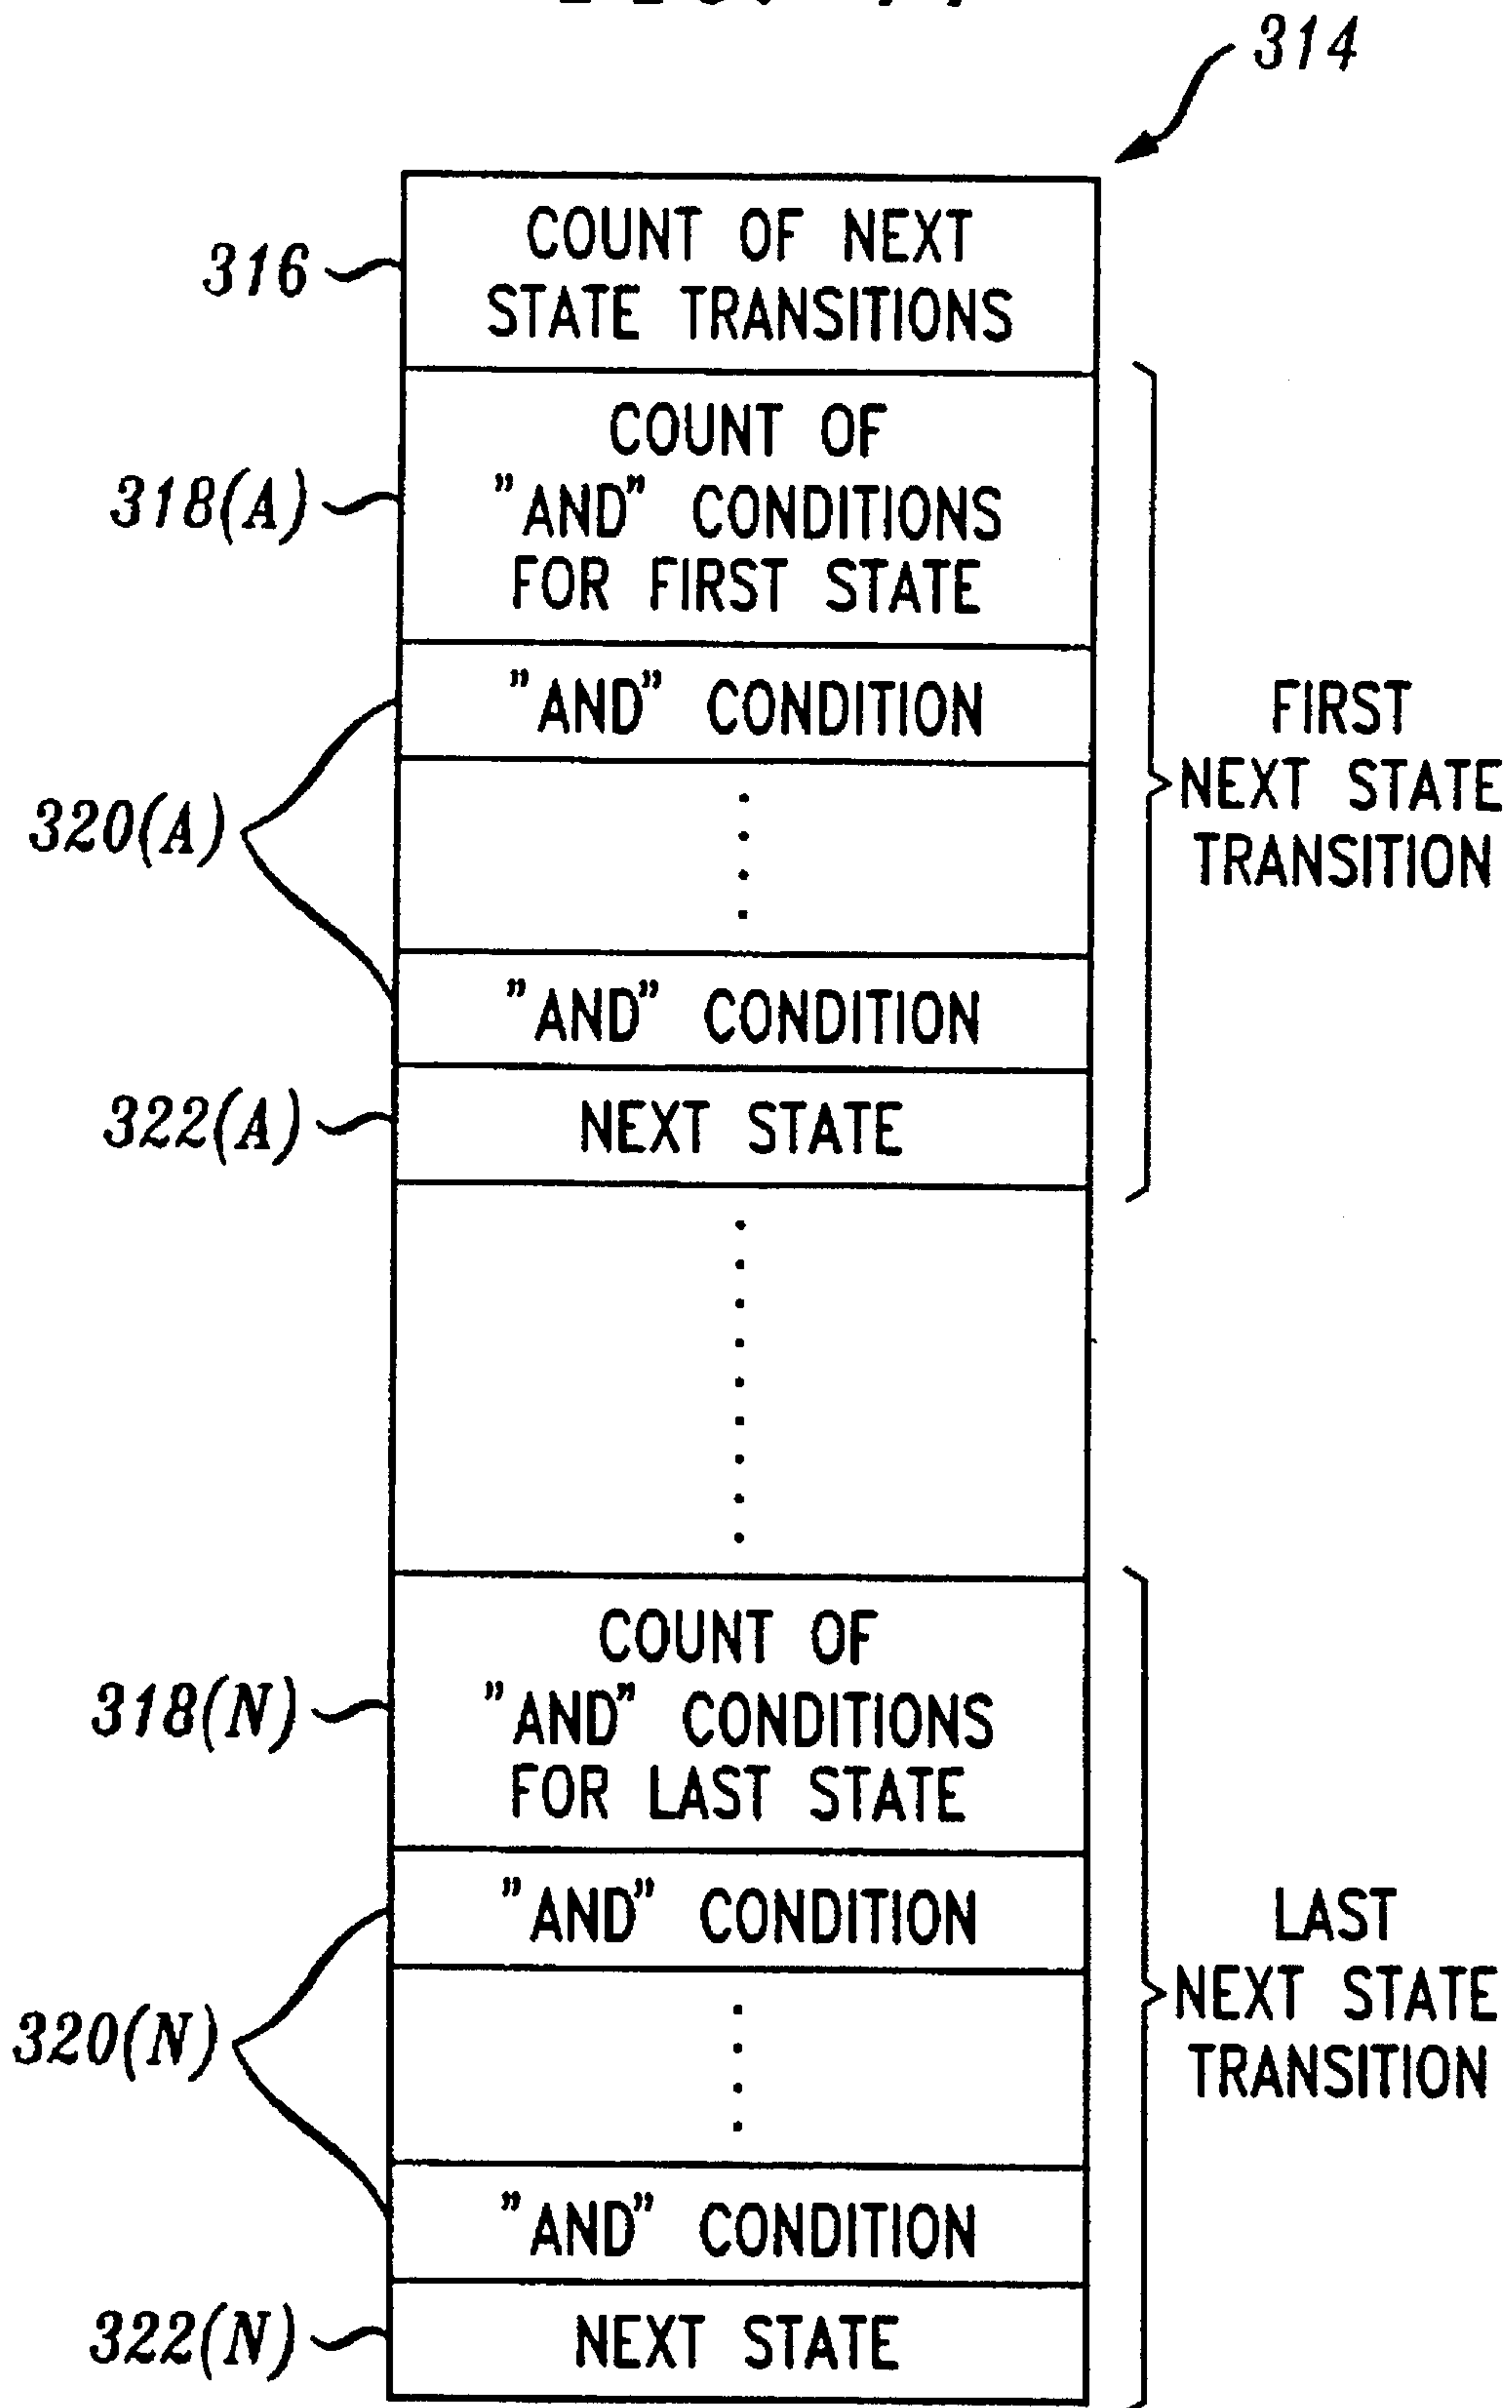 314
316
COUNT OF NEXT
STATE TRANSITIONS
318(A)
COUNT OF
"AND" CONDITIONS
FOR FIRST STATE
"AND" CONDITION
320(A)
"AND" CONDITION
322(A)
NEXT STATE
FIRST
NEXT STATE
TRANSITION
318(N)
COUNT OF
"AND" CONDITIONS
FOR LAST STATE
"AND" CONDITION
320(N)
"AND" CONDITION
322(N)
NEXT STATE
LAST
NEXT STATE
TRANSITION